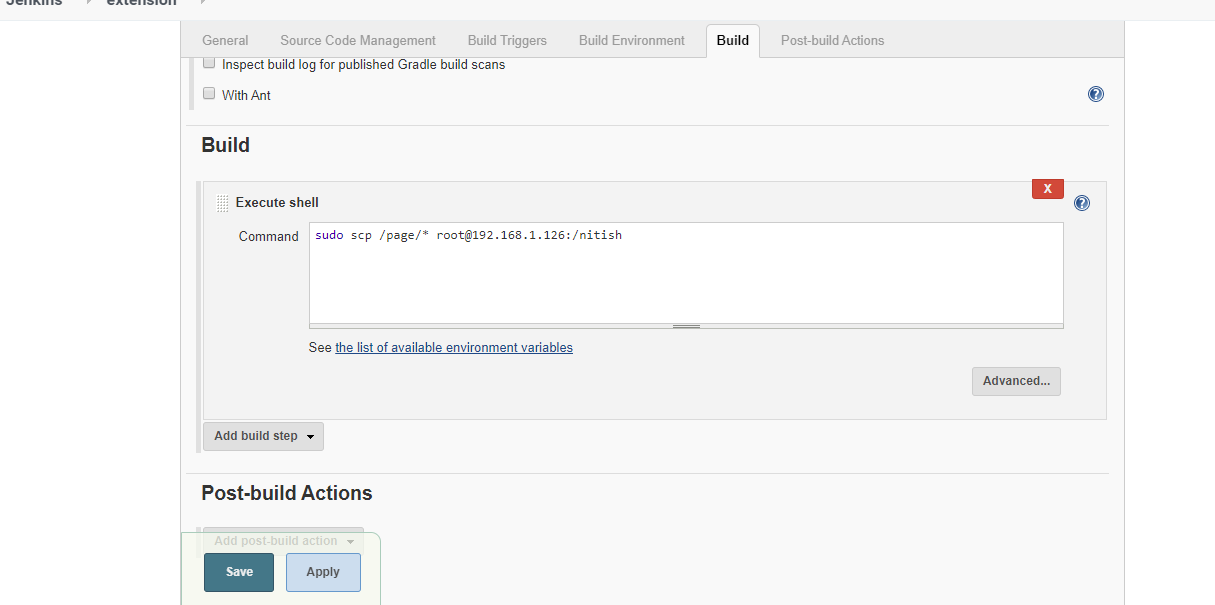 Jenkins extension
General Source Code Management Build Triggers Build Environment Build Post-build Actions
Inspect build log for published Gradle build scans
With Ant
?
Build
X
Execute shell
?
Command
sudo scp /page/* root@192.168.1.126:/nitish
See the list of available environment variables
Advanced...
Add build step
Post-build Actions
Add post-build action
Save Apply